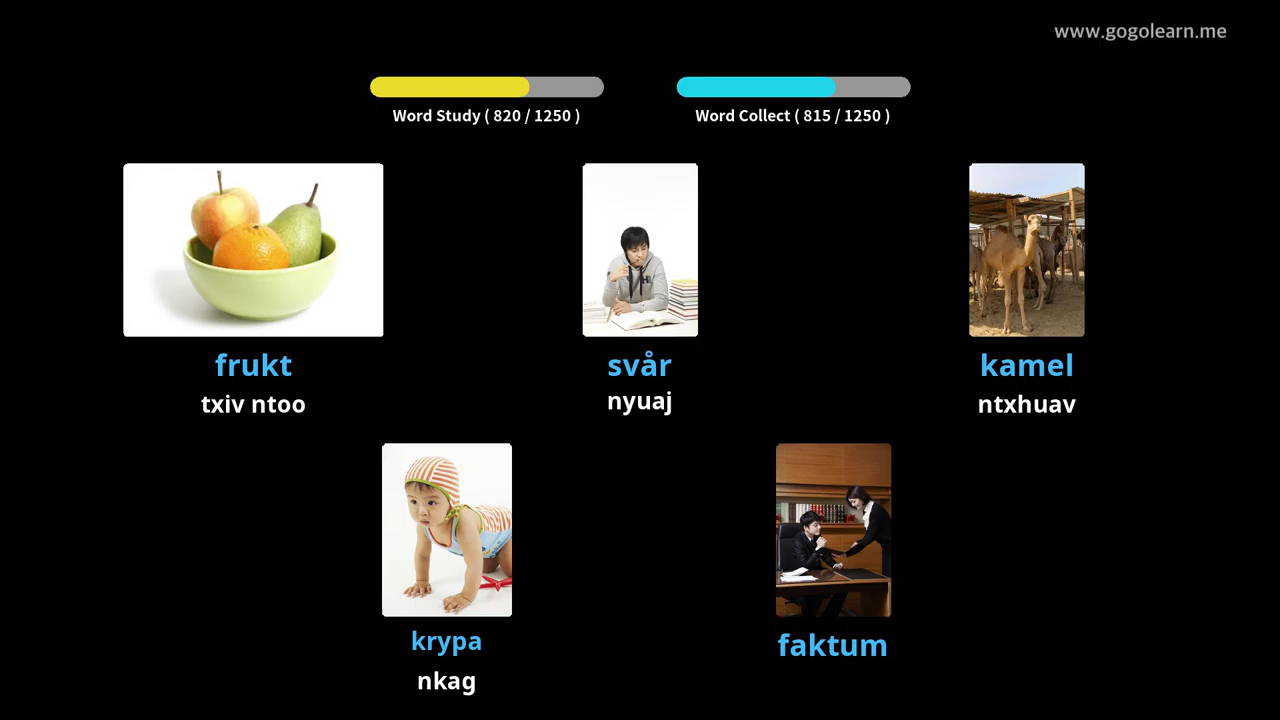 www.gogolearn.me
Word Study ( 820 / 1250 )
Word Collect ( 815 / 1250 )
frukt
txiv ntoo
svår
nyuaj
kamel
ntxhuav
krypa
nkag
faktum